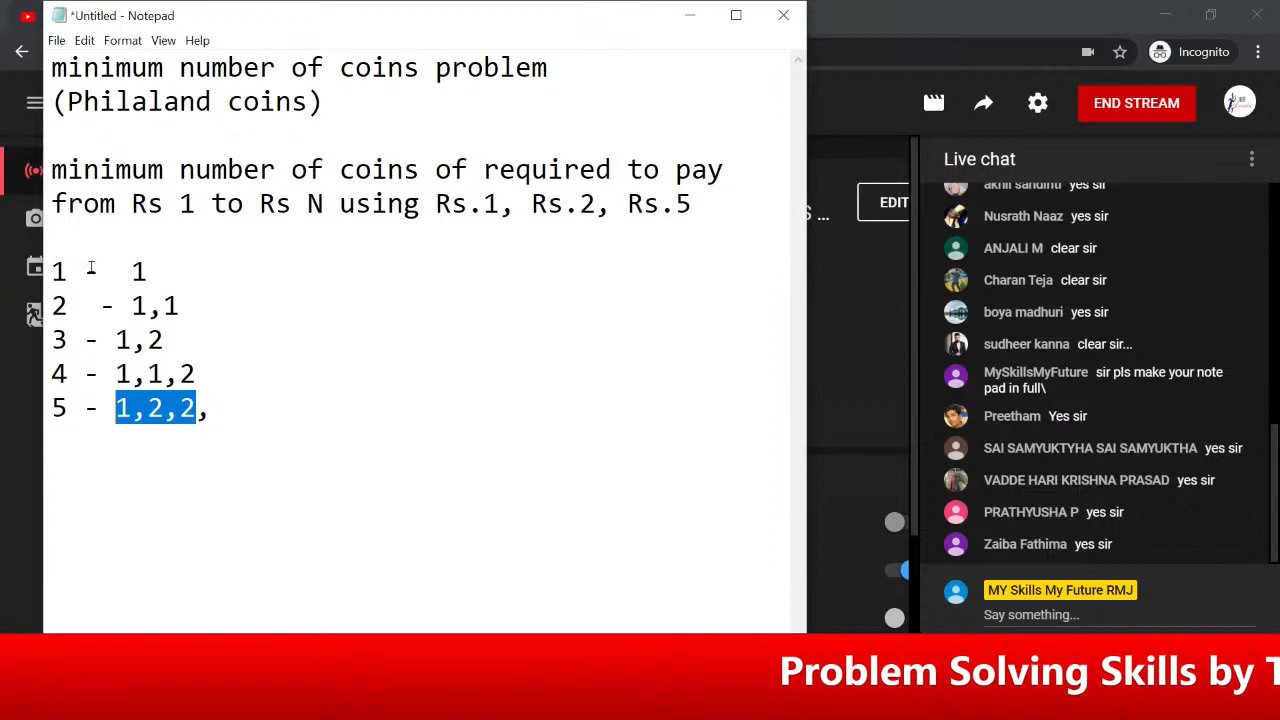 *Untitled - Notepad
File Edit Format View Help
minimum number of coins problem
(Philaland coins)
minimum number of coins of required to pay
from Rs 1 to Rs N using Rs.1, Rs.2, Rs.5
1 - 1
2 - 1,1
3 - 1,2
4 - 1,1,2
5 - 1,2,2,
Incognito
END STREAM
S ...
EDIT
Live chat
akhil sandinti yes sir
Nusrath Naaz yes sir
ANJALI M clear sir
Charan Teja clear sir
boya madhuri yes sir
sudheer kanna clear sir...
MySkillsMyFuture sir pls make your note
pad in full\
Preetham Yes sir
SAI SAMYUKTYHA SAI SAMYUKTHA yes sir
VADDE HARI KRISHNA PRASAD yes sir
PRATHYUSHA P yes sir
Zaiba Fathima yes sir
MY Skills My Future RMJ
Say something...
Problem Solving Skills by T